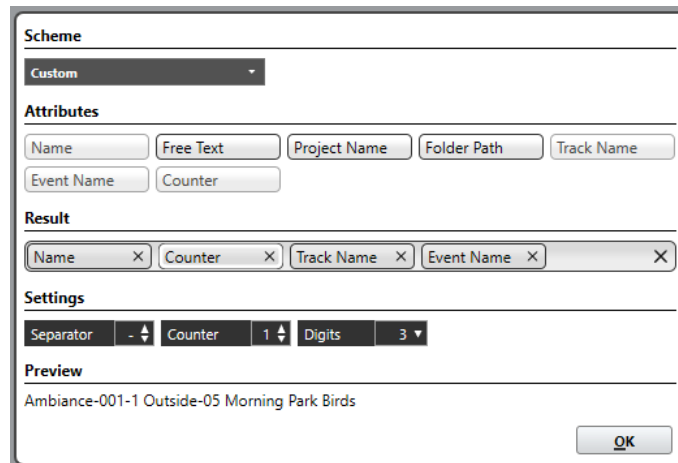 Scheme
Custom
Attributes
Name Free Text Project Name Folder Path Track Name
Event Name Counter
Result
Name × Counter × Track Name × Event Name × ×
Settings
Separator - Counter 1 Digits 3
Preview
Ambiance-001-1 Outside-05 Morning Park Birds
OK